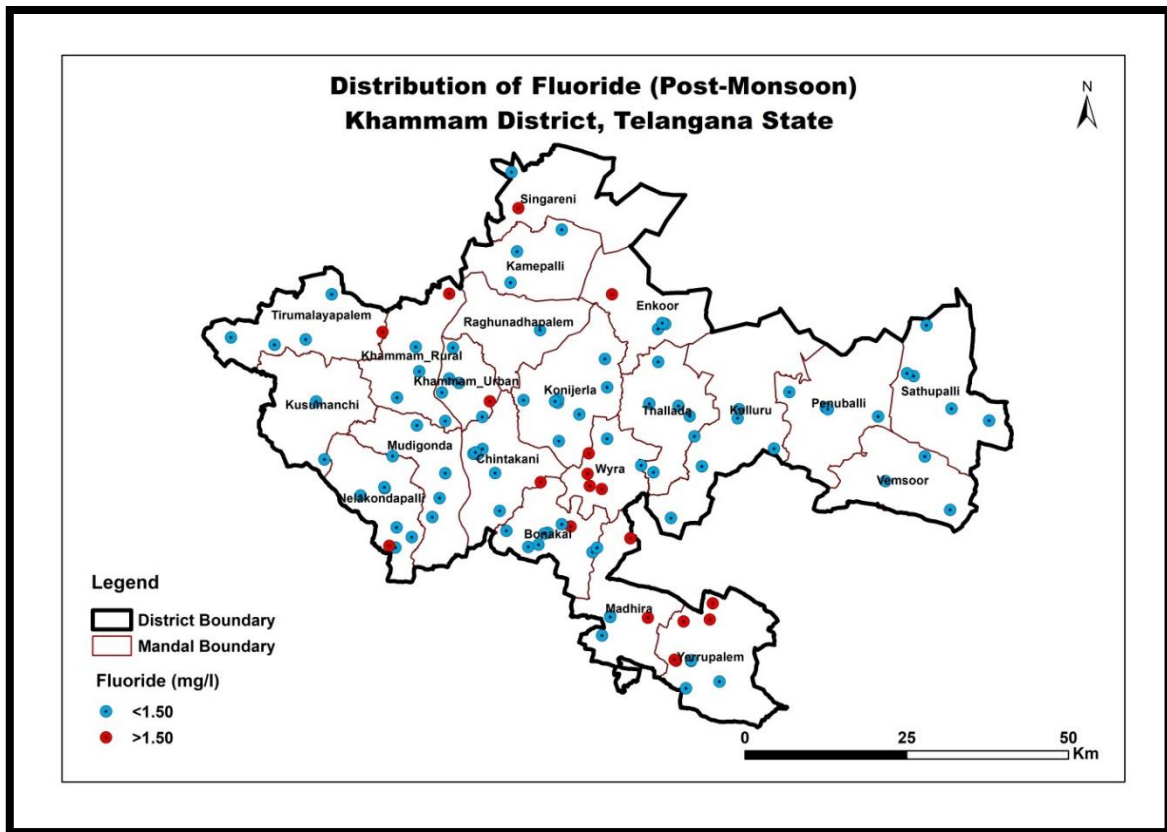 Distribution of Fluoride (Post-Monsoon)
Khammam District, Telangana State
N
Singareni
Kamepalli
Enkoor
Tirumalayapalem
Raghunadhapalem
Khammam_Rural
Khammam_Urban
Konijerla
Kusumanchi
Thallada
Kalluru
Penuballi
Sathupalli
Mudigonda
Chintakani
Wyra
Vemsoor
Nelakondapalli
Bonakal
Madhira
Yerrupalem
Legend
District Boundary
Mandal Boundary
Fluoride (mg/l)
<1.50
>1.50
0 25 50
Km